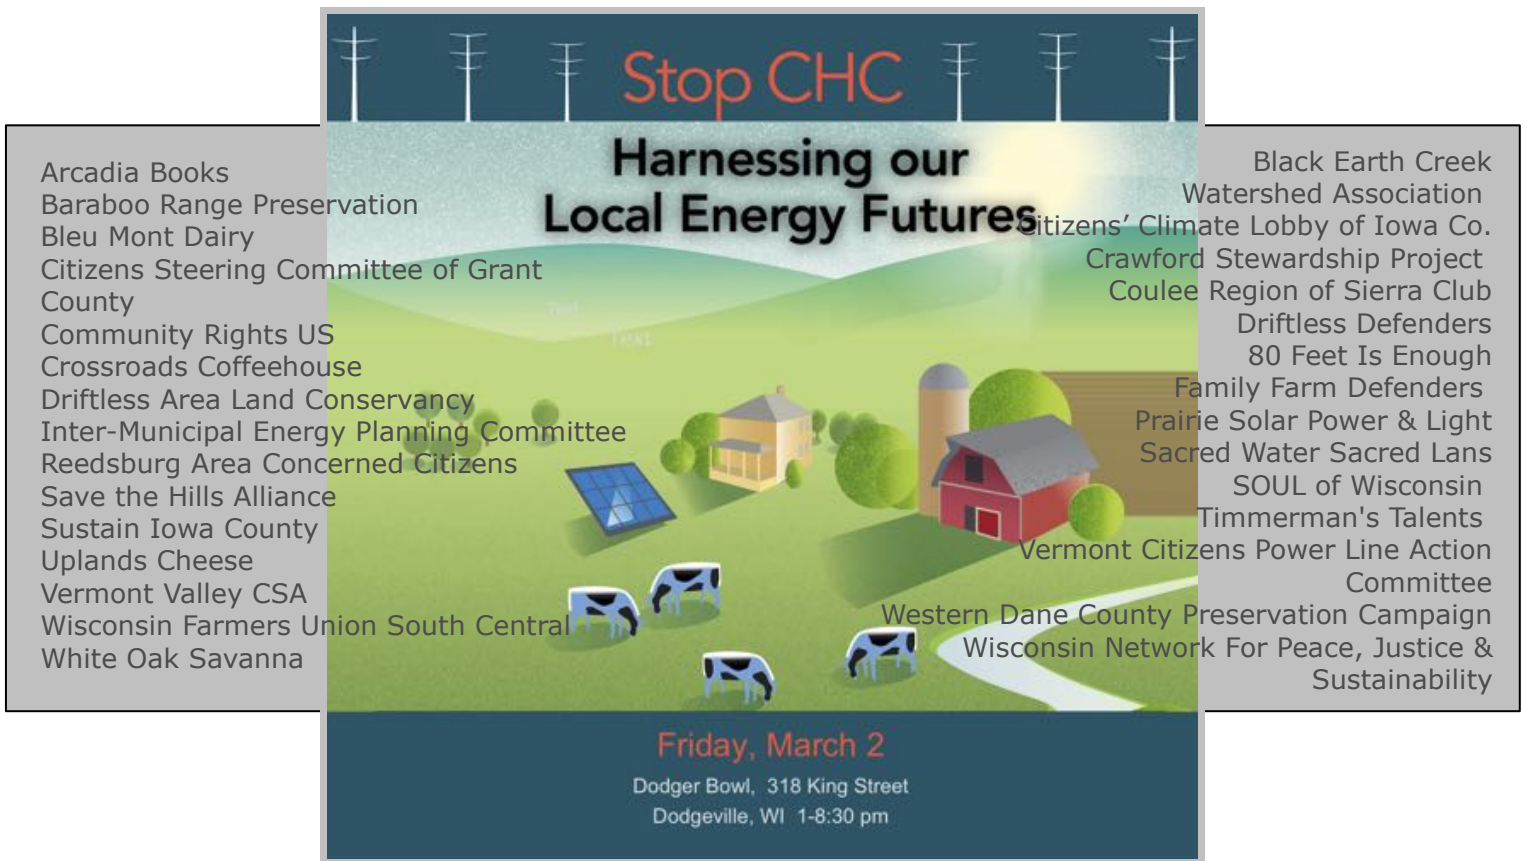 Stop CHC
Harnessing our
Local Energy Futures
Arcadia Books
Baraboo Range Preservation
Bleu Mont Dairy
Citizens Steering Committee of Grant
County
Community Rights US
Crossroads Coffeehouse
Driftless Area Land Conservancy
Inter-Municipal Energy Planning Committee
Reedsburg Area Concerned Citizens
Save the Hills Alliance
Sustain Iowa County
Uplands Cheese
Vermont Valley CSA
Wisconsin Farmers Union South Central
White Oak Savanna
Text
Text
Black Earth Creek
Watershed Association
Citizens’ Climate Lobby of Iowa Co.
Crawford Stewardship Project
Coulee Region of Sierra Club
Driftless Defenders
80 Feet Is Enough
Family Farm Defenders
Prairie Solar Power & Light
Sacred Water Sacred Lans
SOUL of Wisconsin
Timmerman's Talents
Vermont Citizens Power Line Action
Committee
Western Dane County Preservation Campaign
Wisconsin Network For Peace, Justice &
Sustainability
Friday, March 2
Dodger Bowl, 318 King Street
Dodgeville, WI 1-8:30 pm